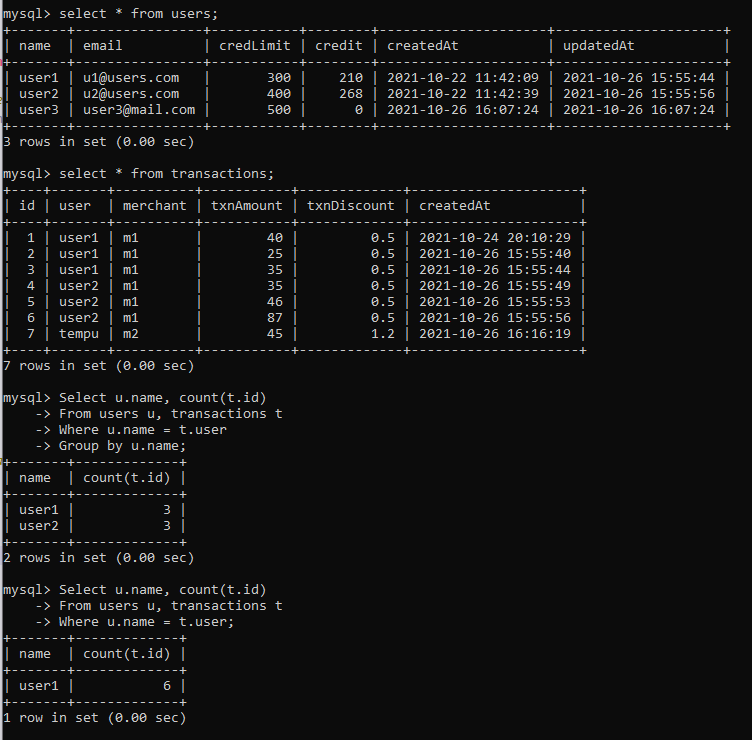 mysql> select * from users;
+-------+----------------+-----------+--------+---------------------+---------------------+
| name  | email          | credLimit | credit | createdAt           | updatedAt           |
+-------+----------------+-----------+--------+---------------------+---------------------+
| user1 | u1@users.com   |       300 |    210 | 2021-10-22 11:42:09 | 2021-10-26 15:55:44 |
| user2 | u2@users.com   |       400 |    268 | 2021-10-22 11:42:39 | 2021-10-26 15:55:56 |
| user3 | user3@mail.com |       500 |      0 | 2021-10-26 16:07:24 | 2021-10-26 16:07:24 |
+-------+----------------+-----------+--------+---------------------+---------------------+
3 rows in set (0.00 sec)
mysql> select * from transactions;
+----+-------+----------+-----------+-------------+---------------------+
| id | user  | merchant | txnAmount | txnDiscount | createdAt           |
+----+-------+----------+-----------+-------------+---------------------+
|  1 | user1 | m1       |        40 |         0.5 | 2021-10-24 20:10:29 |
|  2 | user1 | m1       |        25 |         0.5 | 2021-10-26 15:55:40 |
|  3 | user1 | m1       |        35 |         0.5 | 2021-10-26 15:55:44 |
|  4 | user2 | m1       |        35 |         0.5 | 2021-10-26 15:55:49 |
|  5 | user2 | m1       |        46 |         0.5 | 2021-10-26 15:55:53 |
|  6 | user2 | m1       |        87 |         0.5 | 2021-10-26 15:55:56 |
|  7 | tempu | m2       |        45 |         1.2 | 2021-10-26 16:16:19 |
+----+-------+----------+-----------+-------------+---------------------+
7 rows in set (0.00 sec)
mysql> Select u.name, count(t.id)
    -> From users u, transactions t
    -> Where u.name = t.user
    -> Group by u.name;
+-------+-------------+
| name  | count(t.id) |
+-------+-------------+
| user1 |           3 |
| user2 |           3 |
+-------+-------------+
2 rows in set (0.00 sec)
mysql> Select u.name, count(t.id)
    -> From users u, transactions t
    -> Where u.name = t.user;
+-------+-------------+
| name  | count(t.id) |
+-------+-------------+
| user1 |           6 |
+-------+-------------+
1 row in set (0.00 sec)